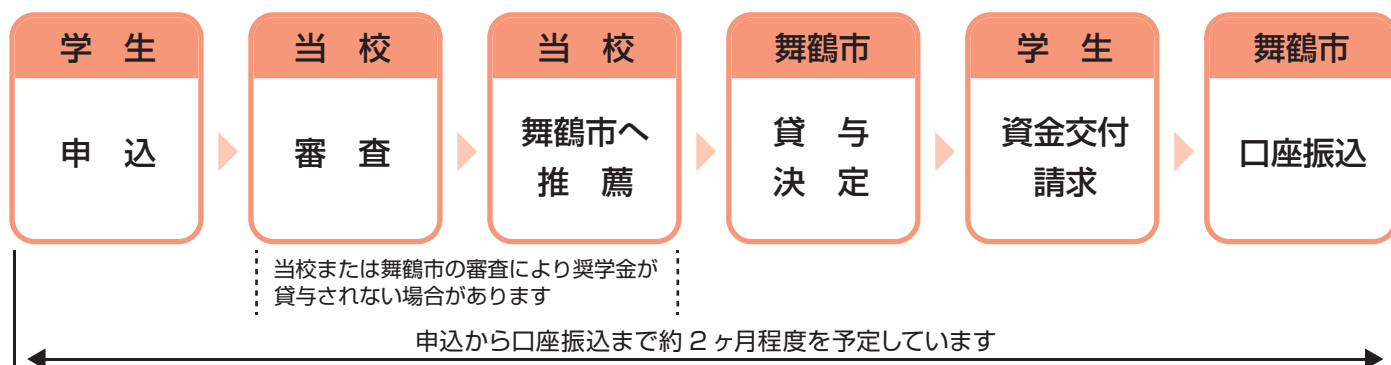 学 生
申 込
当 校
審 査
当 校
舞鶴市へ
推 薦
舞鶴市
貸 与
決 定
学 生
資金交付
請求
舞鶴市
口座振込
当校または舞鶴市の審査により奨学金が
貸与されない場合があります
申込から口座振込まで約 2 ヶ月程度を予定しています